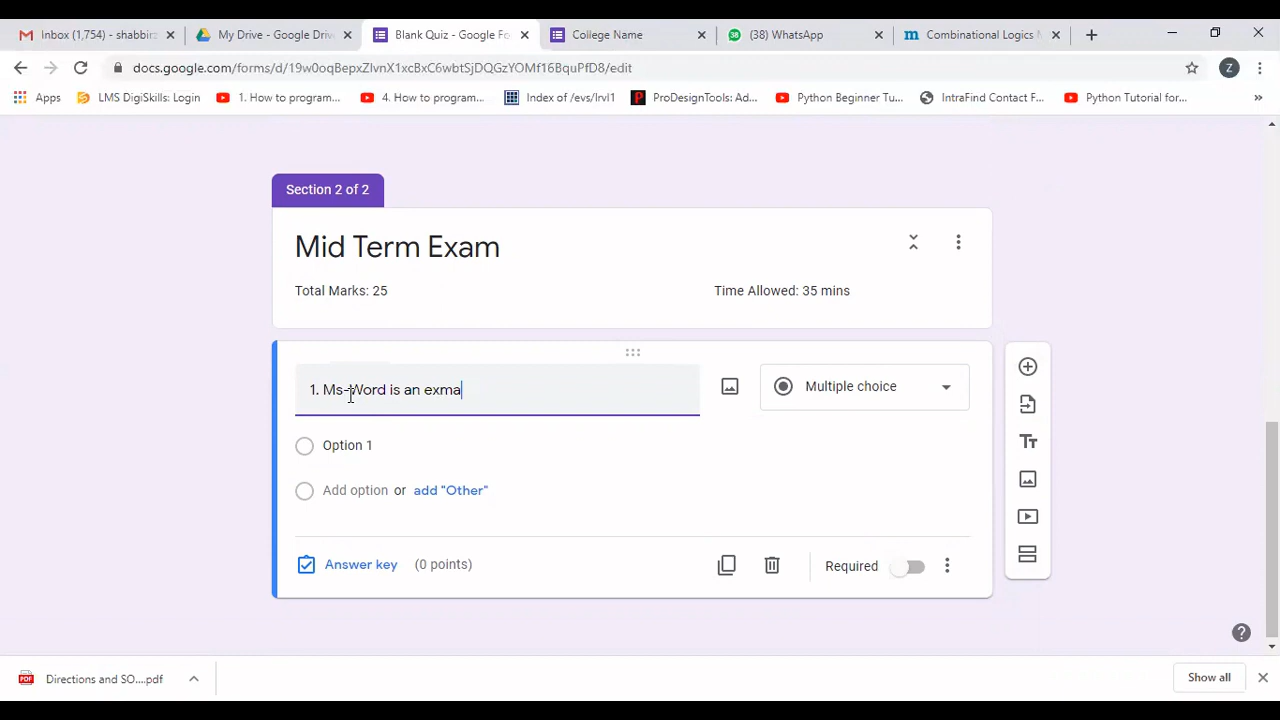 Inbox (1,754) - shabbir
My Drive - Google Driv
Blank Quiz - Google Fo
College Name
(38) WhatsApp
Combinational Logics M
docs.google.com/forms/d/19w0oqBepxZIvnX1xcBxC6wbtSjDQGzYOMf16BquPfD8/edit
Z
Apps
LMS DigiSkills: Login
1. How to program...
4. How to program...
Index of /evs/lrvl1
ProDesignTools: Ad...
Python Beginner Tu...
IntraFind Contact F...
Python Tutorial for...
»
Section 2 of 2
Mid Term Exam
Total Marks: 25
Time Allowed: 35 mins
1. Ms-Word is an exma
Multiple choice
Option 1
Add option or add "Other"
Answer key (0 points)
Required
Directions and SO....pdf
Show all